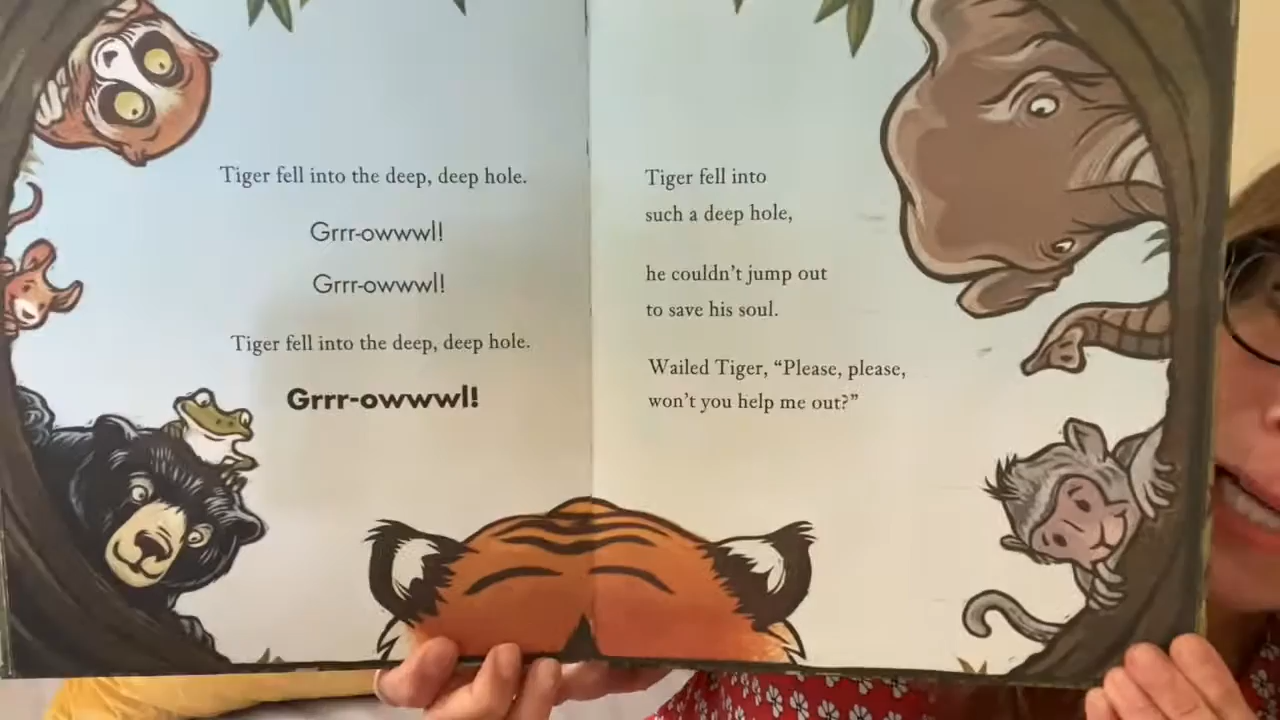 Tiger fell into the deep, deep hole.
Grrr-owwwl!
Grrr-owwwl!
Tiger fell into the deep, deep hole.
Grrr-owwwl!
Tiger fell into
such a deep hole,
he couldn't jump out
to save his soul.
Wailed Tiger, “Please, please,
won't you help me out?”